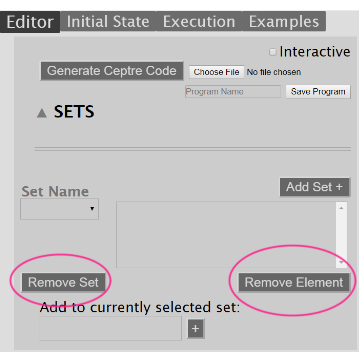 Editor Initial State Execution Examples
Interactive
Generate Ceptre Code Choose File No file chosen
Program Name Save Program
▲ SETS
Add Set +
Set Name
Remove Set Remove Element
Add to currently selected set:
+